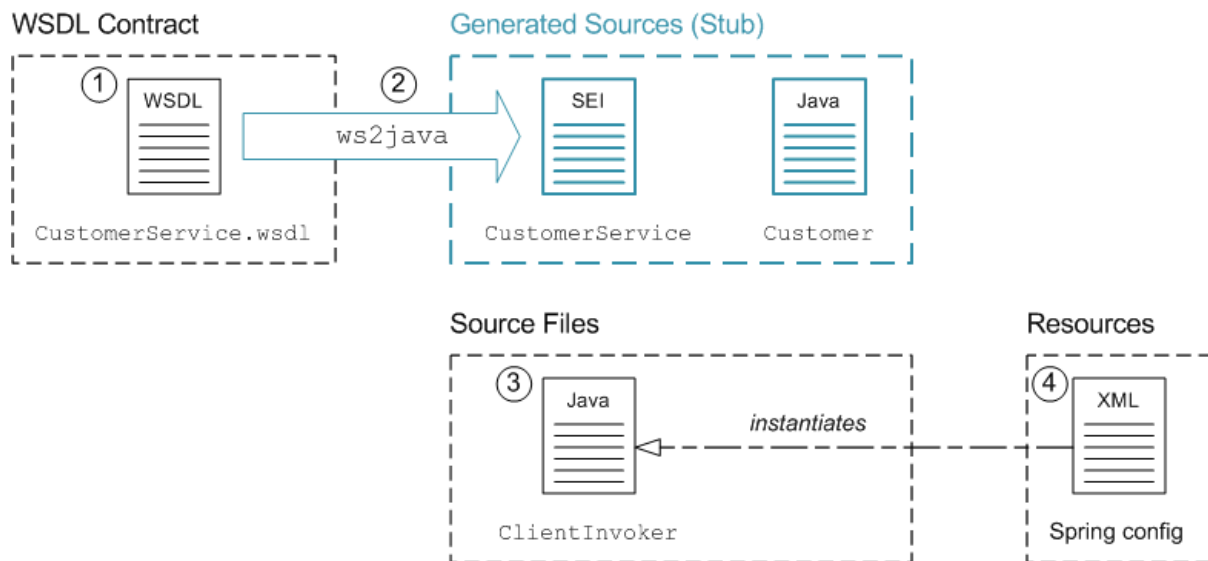 WSDL Contract
Generated Sources (Stub)
1
WSDL
2
ws2java
SEI
Java
CustomerService.wsdl
CustomerService
Customer
Source Files
Resources
3
Java
instantiates
4
XML
ClientInvoker
Spring config